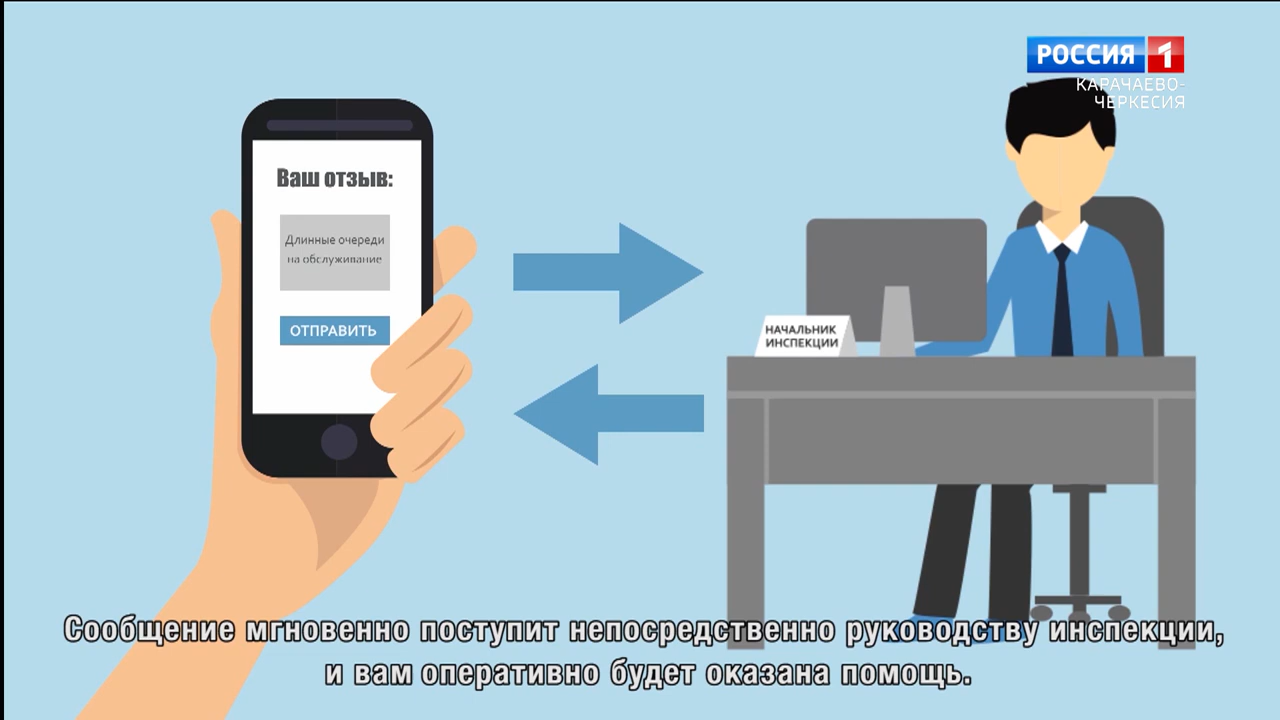 РОССИЯ 1
КАРАЧАЕВО-
ЧЕРКЕСИЯ
Ваш отзыв:
Длинные очереди
на обслуживание
ОТПРАВИТЬ
НАЧАЛЬНИК
ИНСПЕКЦИИ
Сообщение мгновенно поступит непосредственно руководству инспекции,
и вам оперативно будет оказана помощь.